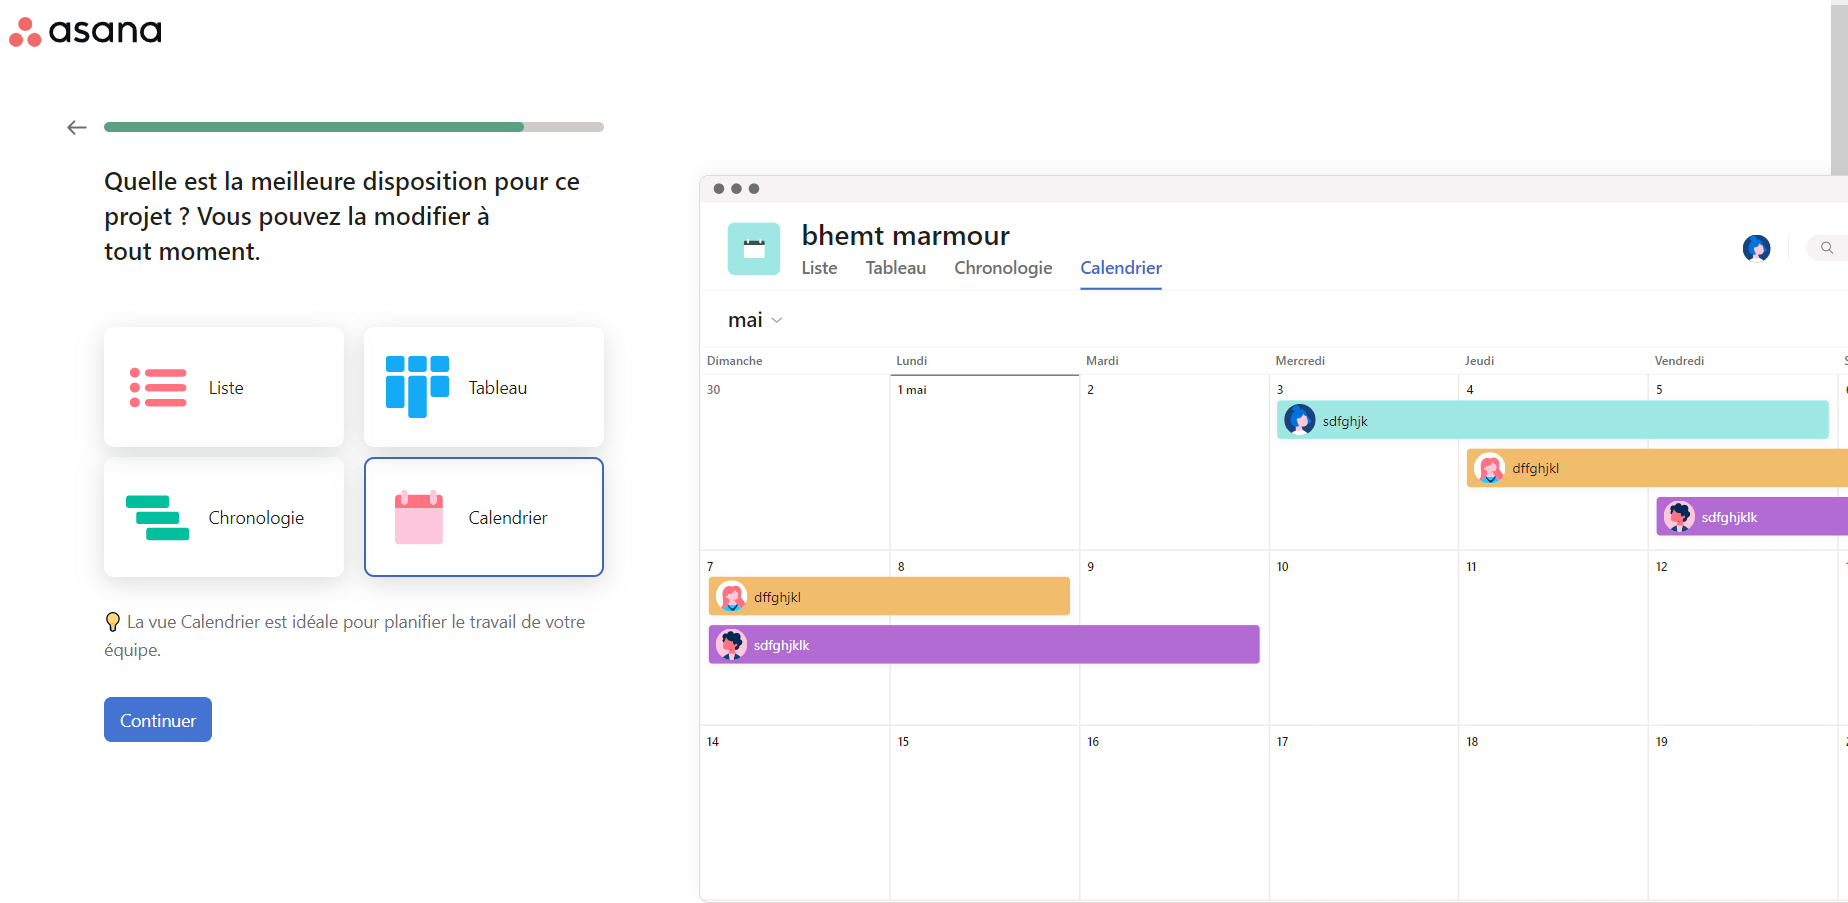 asana
Quelle est la meilleure disposition pour ce
projet ? Vous pouvez la modifier à
tout moment.
Liste
Tableau
Chronologie
Calendrier
La vue Calendrier est idéale pour planifier le travail de votre
équipe.
Continuer
bhemt marmour
Liste Tableau Chronologie Calendrier
mai
Dimanche Lundi Mardi Mercredi Jeudi Vendredi
30 1 mai 2 3 4 5
sdfghjk
dffghjkl
sdfghjklk
7 8 9 10 11 12
dffghjkl
sdfghjklk
14 15 16 17 18 19